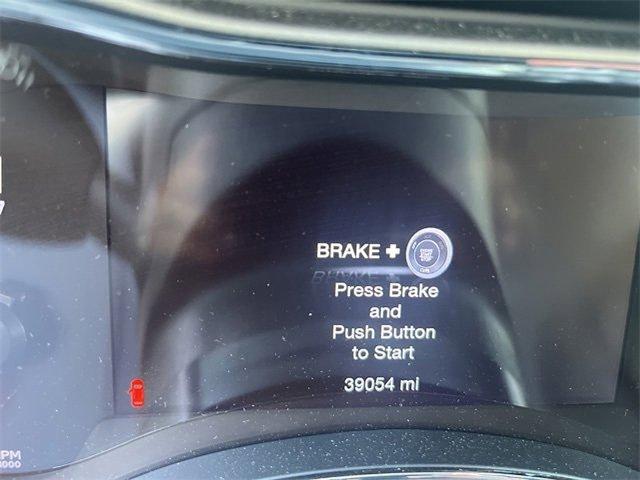 BRAKE +
Press Brake
and
Push Button
to Start
39054 mi